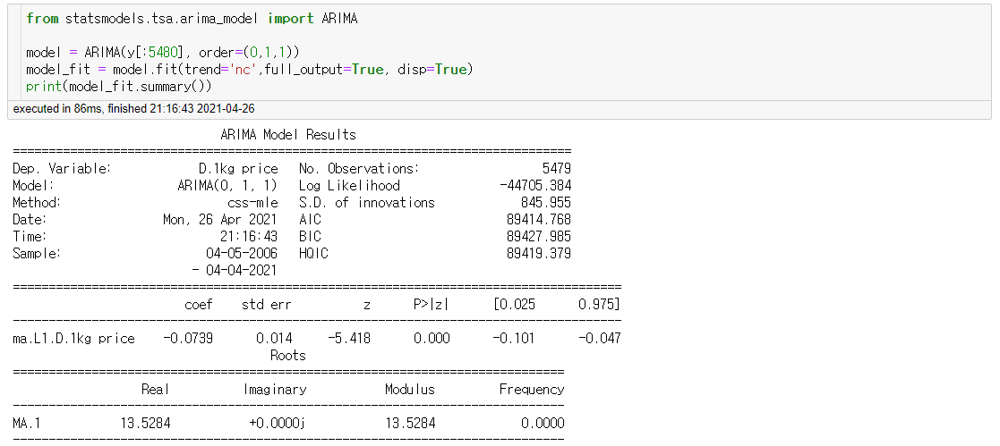 from statsmodels.tsa.arima_model import ARIMA
model = ARIMA(y[:5480], order=(0,1,1))
model_fit = model.fit(trend='nc',full_output=True, disp=True)
print(model_fit.summary())
executed in 86ms, finished 21:16:43 2021-04-26
ARIMA Model Results
==============================================================================
Dep. Variable: D.1kg price No. Observations: 5479
Model: ARIMA(0, 1, 1) Log Likelihood -44705.384
Method: css-mle S.D. of innovations 845.955
Date: Mon, 26 Apr 2021 AIC 89414.768
Time: 21:16:43 BIC 89427.985
Sample: 04-05-2006 HQIC 89419.379
- 04-04-2021
=====================================================================================
coef std err z P>|z| [0.025 0.975]
-------------------------------------------------------------------------------------
ma.L1.D.1kg price -0.0739 0.014 -5.418 0.000 -0.101 -0.047
Roots
=============================================================================
Real Imaginary Modulus Frequency
-----------------------------------------------------------------------------
MA.1 13.5284 +0.0000j 13.5284 0.0000
-----------------------------------------------------------------------------